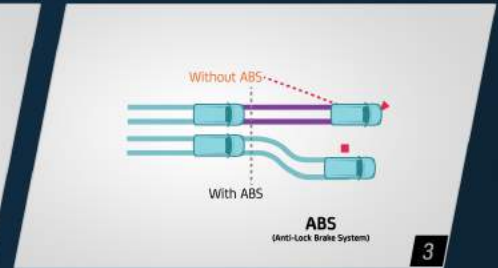 Without ABS
With ABS
ABS
(Anti-Lock Brake System)
3